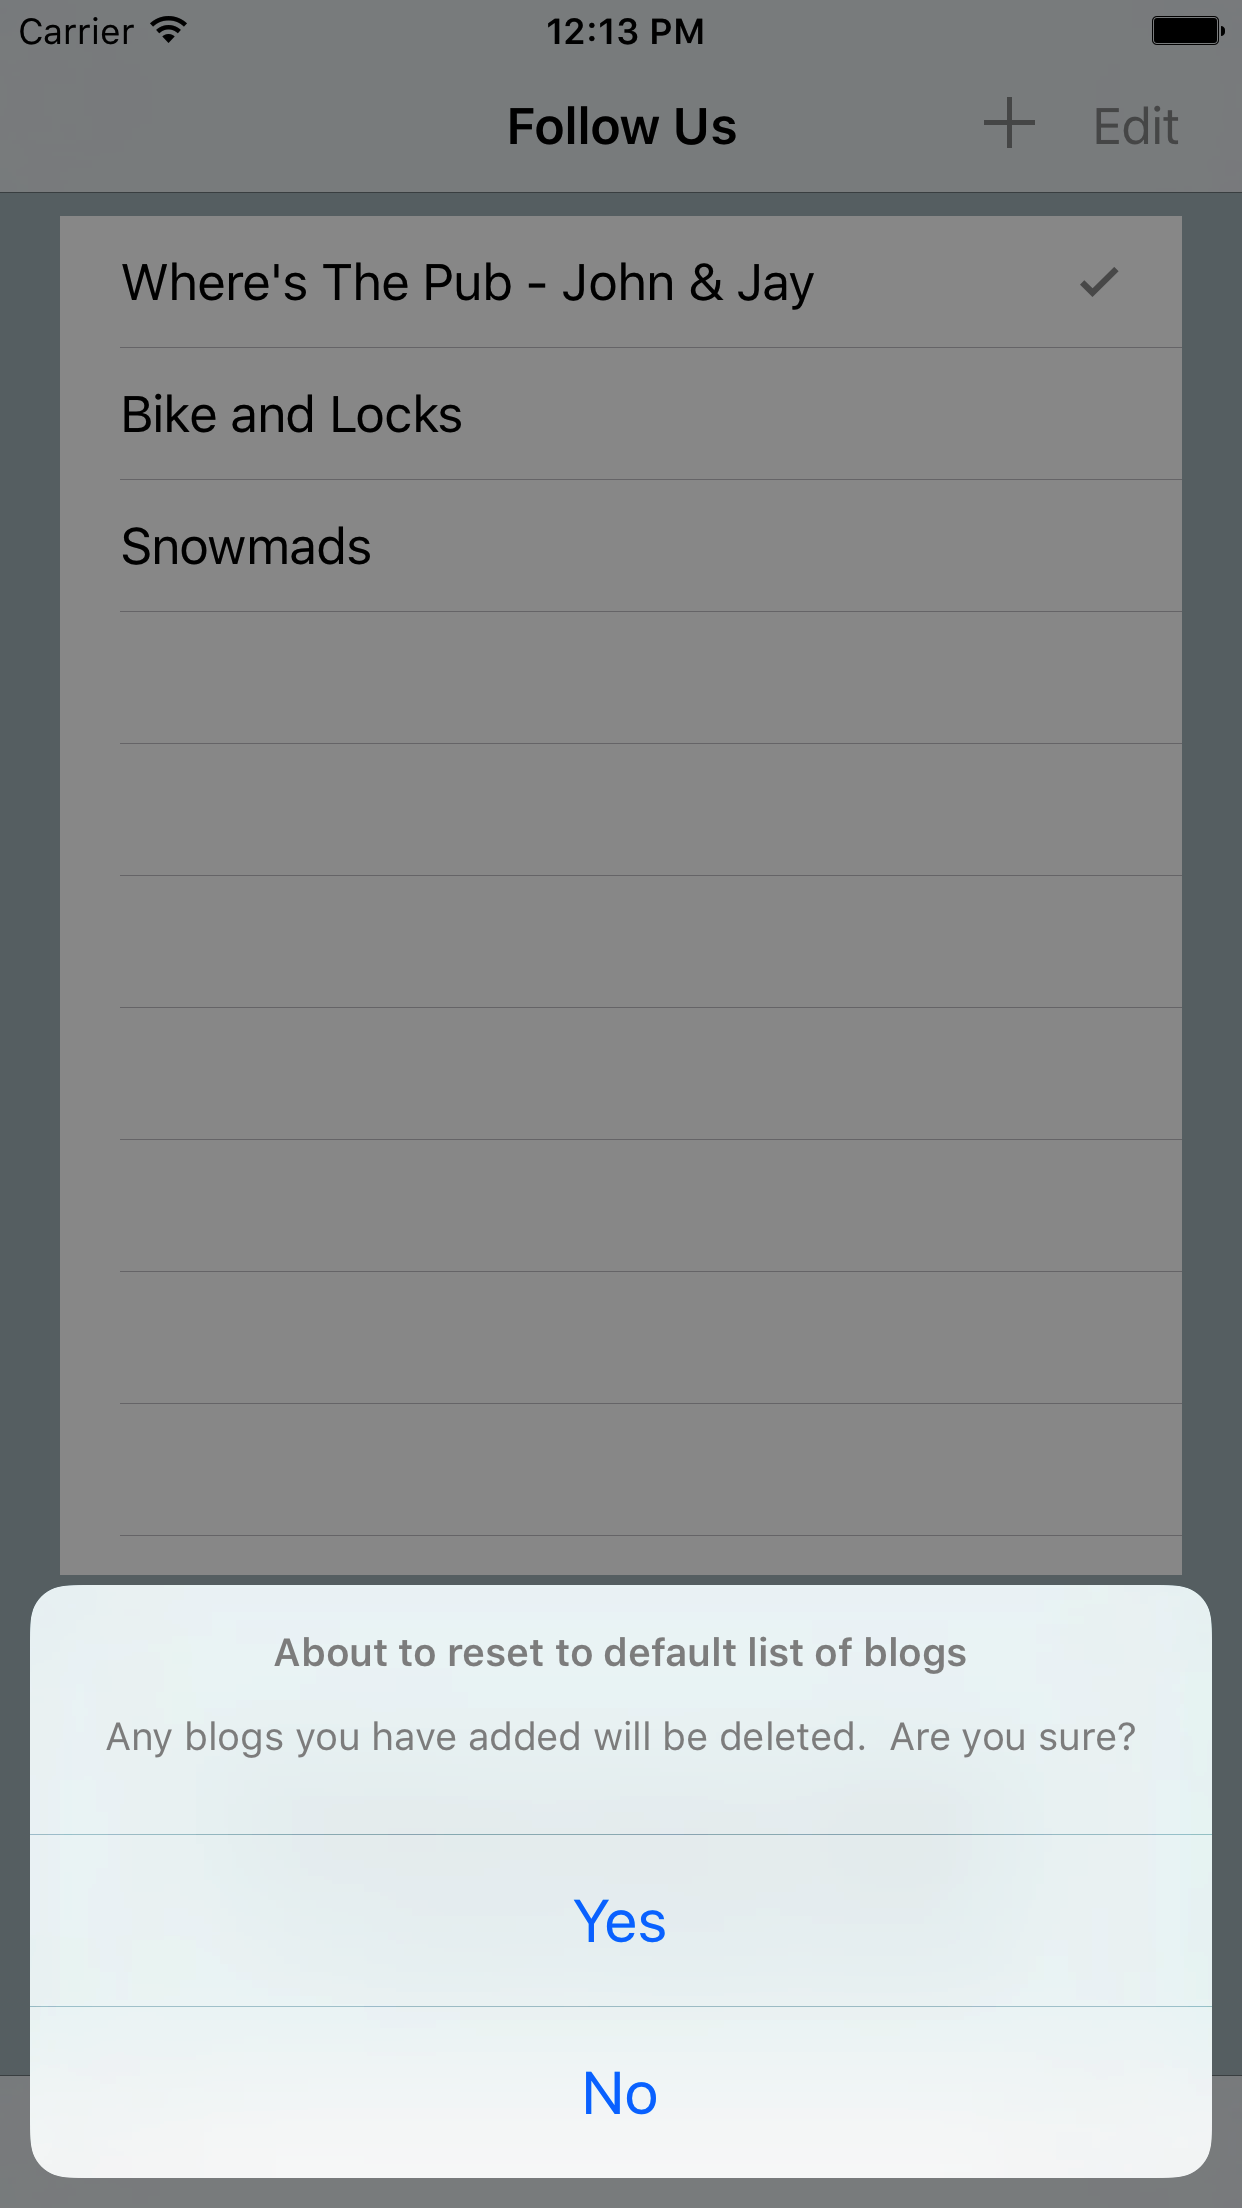 Carrier 12:13 PM
Follow Us Edit
Where's The Pub - John & Jay
Bike and Locks
Snowmads
About to reset to default list of blogs
Any blogs you have added will be deleted.  Are you sure?
Yes
No